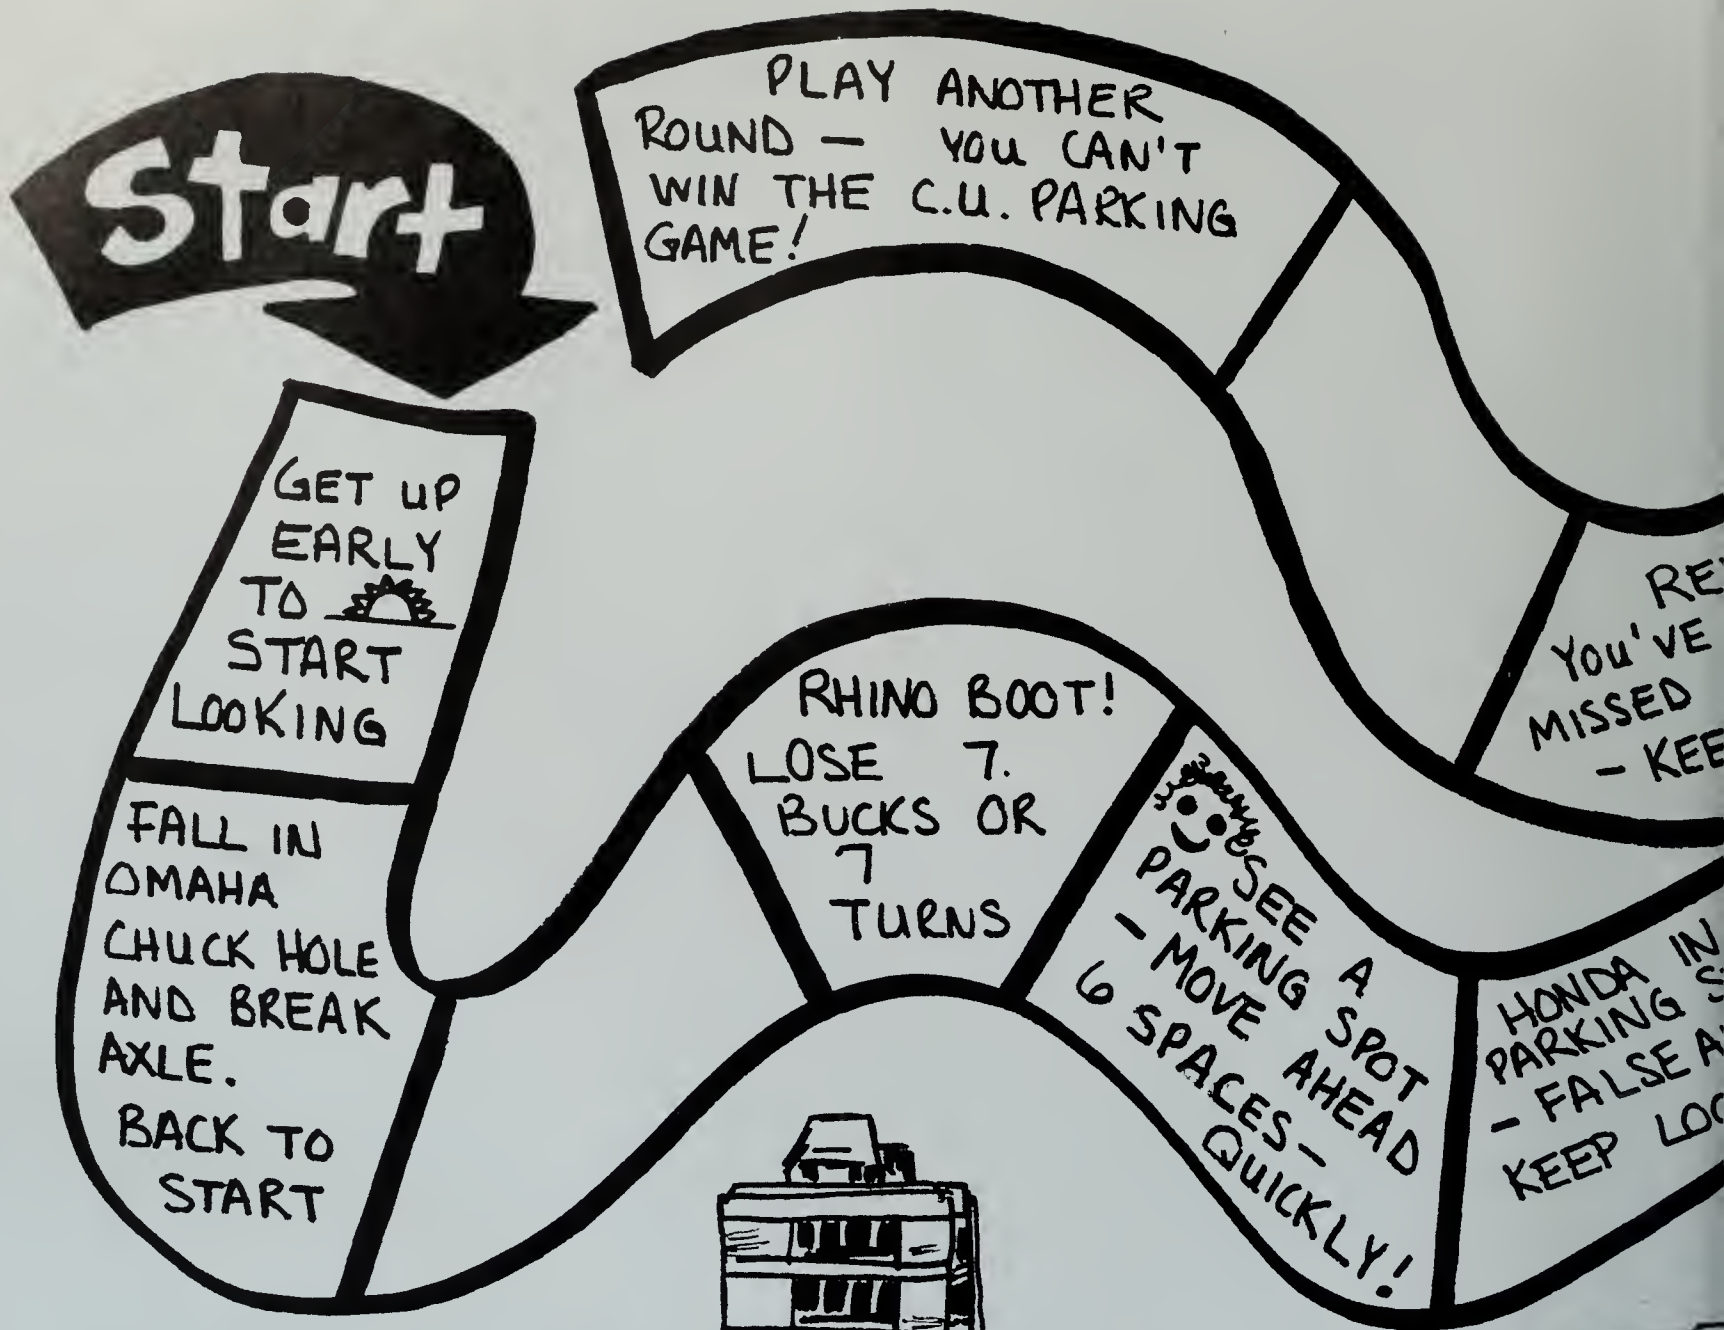 Start
GET UP
EARLY
TO
START
LOOKING
FALL IN
OMAHA
CHUCK HOLE
AND BREAK
AXLE.
BACK TO
START
RHINO BOOT!
LOSE 7.
BUCKS OR
7
TURNS
SEE A
PARKING SPOT
- MOVE AHEAD
6 SPACES-
QUICKLY!
HONDA IN
PARKING
- FALSE
KEEP
YOU'VE
MISSED
-
PLAY ANOTHER
ROUND - YOU CAN'T
WIN THE C.U. PARKING
GAME!